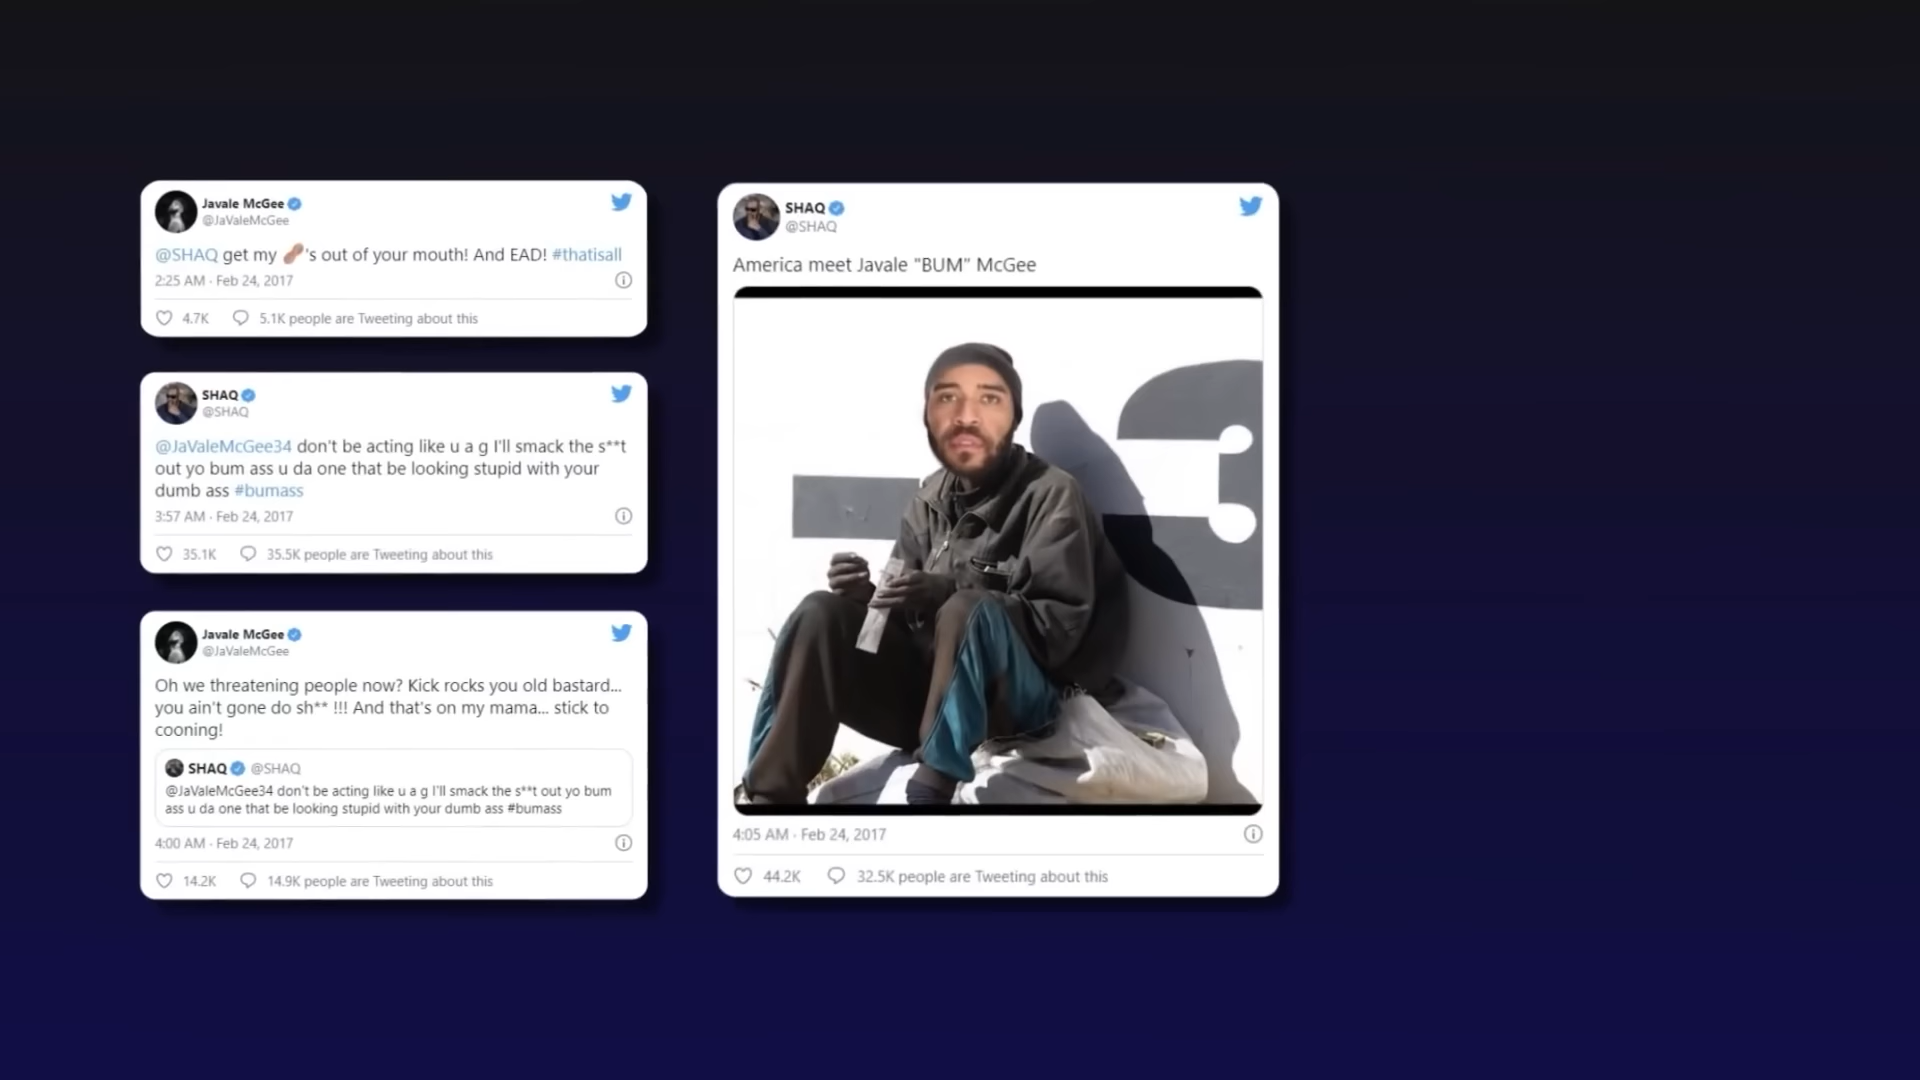 Javale McGee
@JaValeMcGee
@SHAQ get my 🥜's out of your mouth! And EAD! #thatisall
2:25 AM · Feb 24, 2017
4.7K 5.1K people are Tweeting about this
SHAQ
@SHAQ
@JaValeMcGee34 don't be acting like u a g I'll smack the s**t
out yo bum ass u da one that be looking stupid with your
dumb ass #bumass
3:57 AM · Feb 24, 2017
35.1K 35.5K people are Tweeting about this
Javale McGee
@JaValeMcGee
Oh we threatening people now? Kick rocks you old bastard...
you ain't gone do sh** !!! And that's on my mama... stick to
cooning!
SHAQ @SHAQ
@JaValeMcGee34 don't be acting like u a g I'll smack the s**t out yo bum
ass u da one that be looking stupid with your dumb ass #bumass
4:00 AM · Feb 24, 2017
14.2K 14.9K people are Tweeting about this
SHAQ
@SHAQ
America meet Javale "BUM" McGee
3
4:05 AM · Feb 24, 2017
44.2K 32.5K people are Tweeting about this